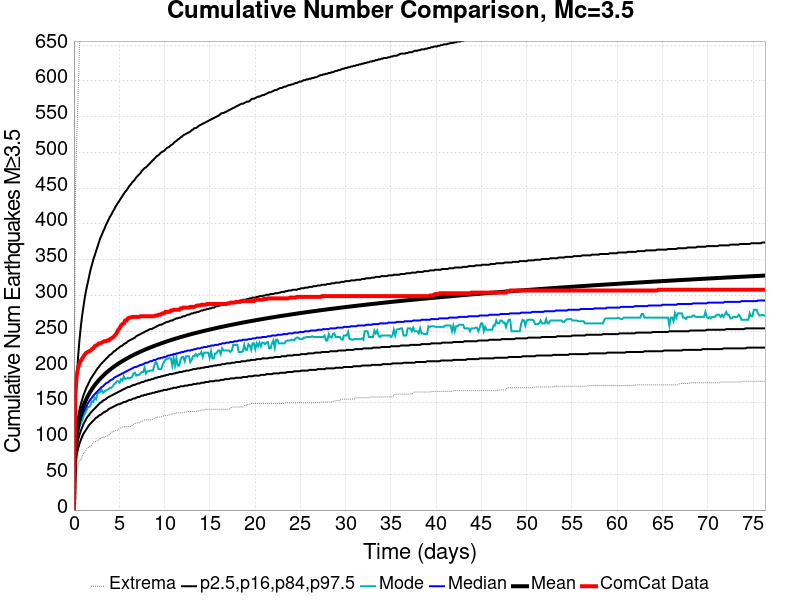 Cumulative Number Comparison, Mc=3.5
Cumulative Num Earthquakes M≥3.5
650
600
550
500
450
400
350
300
250
200
150
100
50
0
0 5 10 15 20 25 30 35 40 45 50 55 60 65 70 75
Time (days)
Extrema p2.5,p16,p84,p97.5 Mode Median Mean ComCat Data